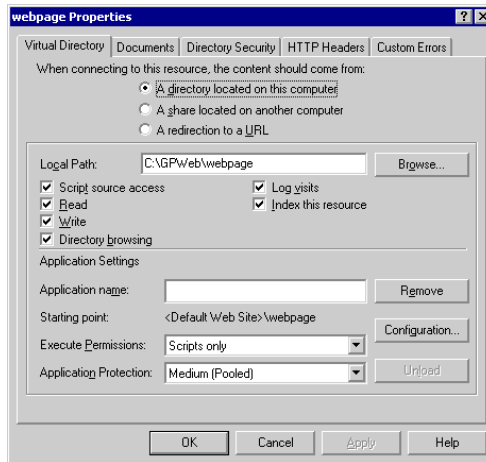 webpage Properties
Virtual Directory Documents Directory Security HTTP Headers Custom Errors
When connecting to this resource, the content should come from:
A directory located on this computer
A share located on another computer
A redirection to a URL
Local Path: C:\GPWeb\webpage Browse...
Script source access Log visits
Read Index this resource
Write
Directory browsing
Application Settings
Application name: Remove
Starting point: <Default Web Site>\webpage
Configuration...
Execute Permissions: Scripts only
Application Protection: Medium (Pooled) Unload
OK Cancel Apply Help